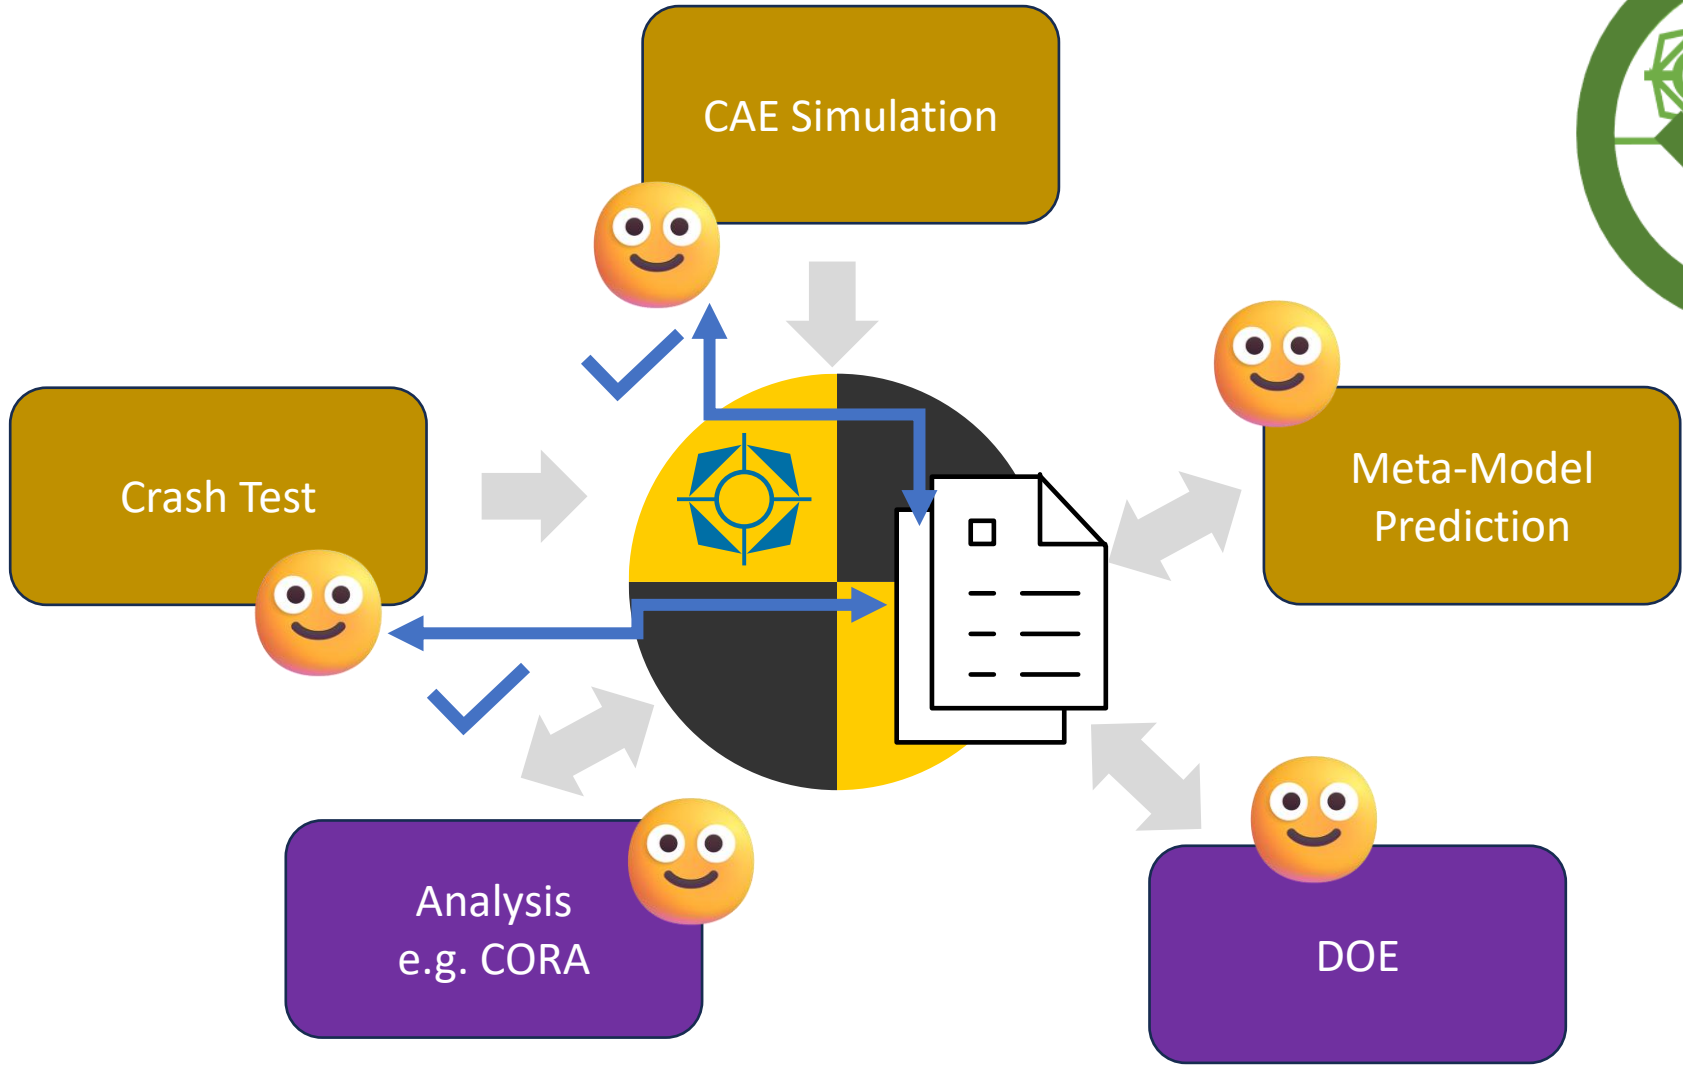 CAE Simulation
Crash Test
Meta-Model
Prediction
Analysis
e.g. CORA
DOE